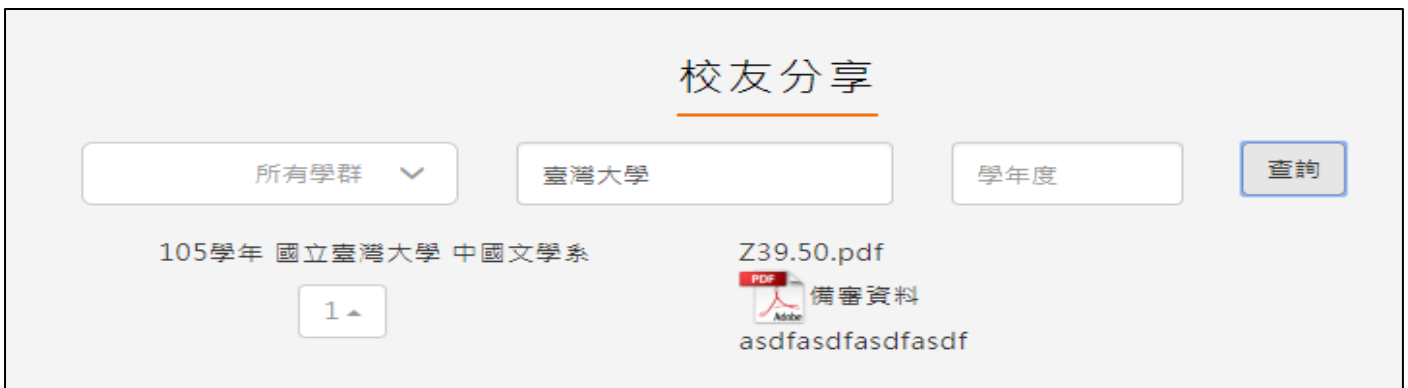 校友分享
所有學群
臺灣大學
學年度
查詢
105學年 國立臺灣大學 中國文學系
1
Z39.50.pdf
PDF
Adobe
備審資料
asdfasdfasdfasdf